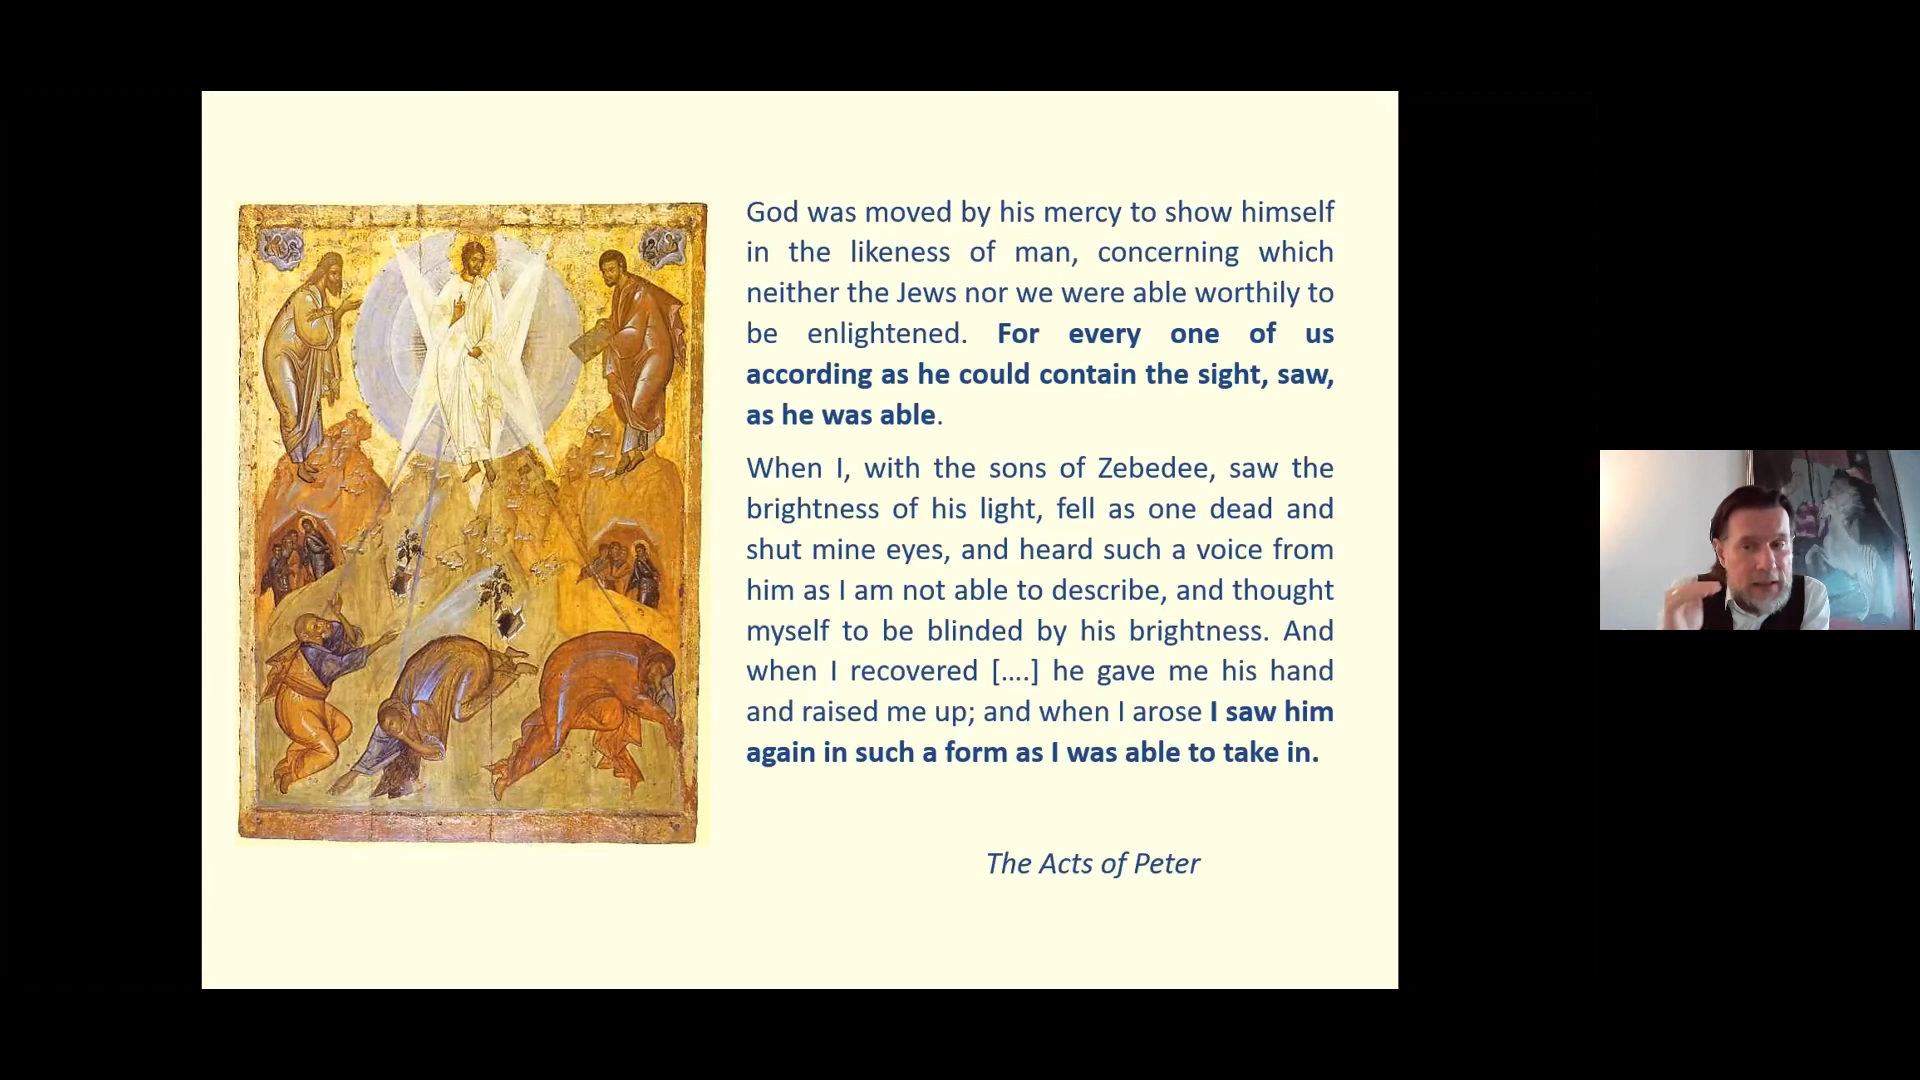 God was moved by his mercy to show himself
in the likeness of man, concerning which
neither the Jews nor we were able worthily to
be enlightened. For every one of us
according as he could contain the sight, saw,
as he was able.
When I, with the sons of Zebedee, saw the
brightness of his light, fell as one dead and
shut mine eyes, and heard such a voice from
him as I am not able to describe, and thought
myself to be blinded by his brightness. And
when I recovered [....] he gave me his hand
and raised me up; and when I arose I saw him
again in such a form as I was able to take in.
The Acts of Peter